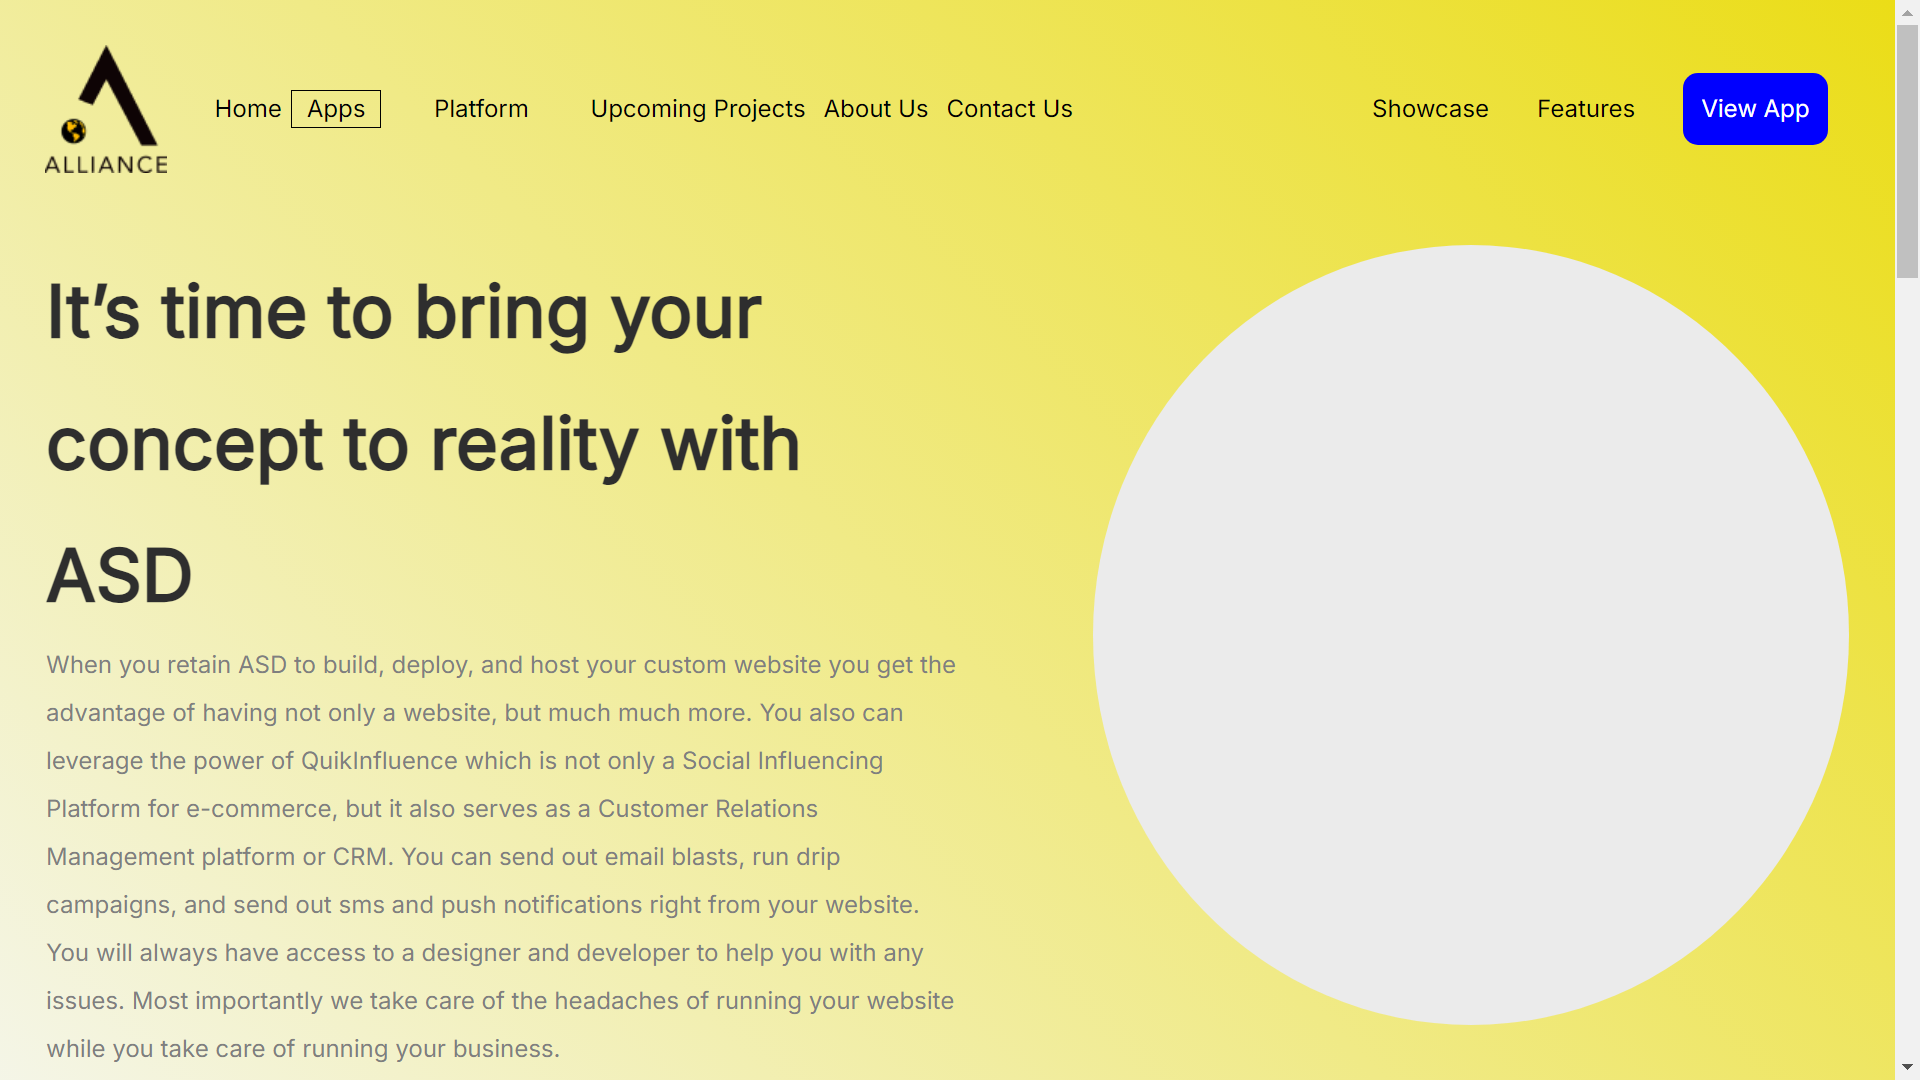 ALLIANCE
Home Apps Platform Upcoming Projects About Us Contact Us Showcase Features View App
It’s time to bring your
concept to reality with
ASD
When you retain ASD to build, deploy, and host your custom website you get the
advantage of having not only a website, but much much more. You also can
leverage the power of QuikInfluence which is not only a Social Influencing
Platform for e-commerce, but it also serves as a Customer Relations
Management platform or CRM. You can send out email blasts, run drip
campaigns, and send out sms and push notifications right from your website.
You will always have access to a designer and developer to help you with any
issues. Most importantly we take care of the headaches of running your website
while you take care of running your business.